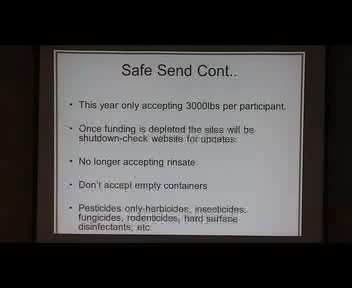 Safe Send Cont..
• This year only accepting 3000lbs per participant.
• Once funding is depleted the sites will be
shutdown-check website for updates.
• No longer accepting rinsate
• Don't accept empty containers
• Pesticides only-herbicides, insecticides,
fungicides, rodenticides, hard surface
disinfectants, etc.